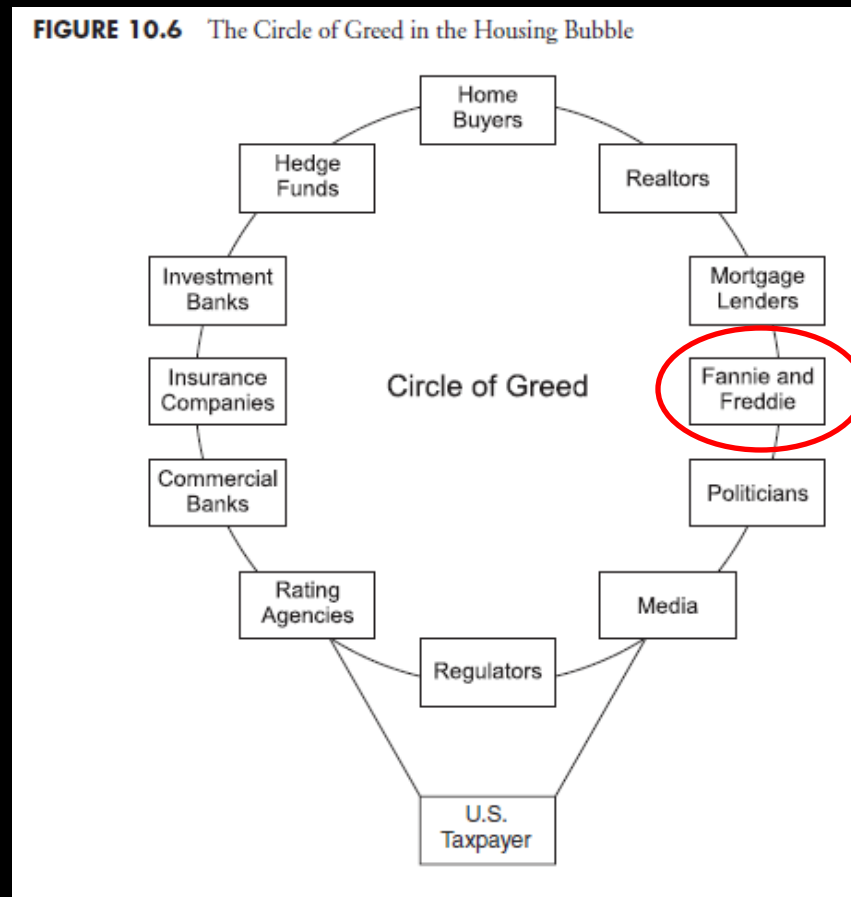 FIGURE 10.6 The Circle of Greed in the Housing Bubble
Home
Buyers
Hedge
Funds
Realtors
Investment
Banks
Mortgage
Lenders
Insurance
Companies
Circle of Greed
Fannie and
Freddie
Commercial
Banks
Politicians
Rating
Agencies
Media
Regulators
U.S.
Taxpayer